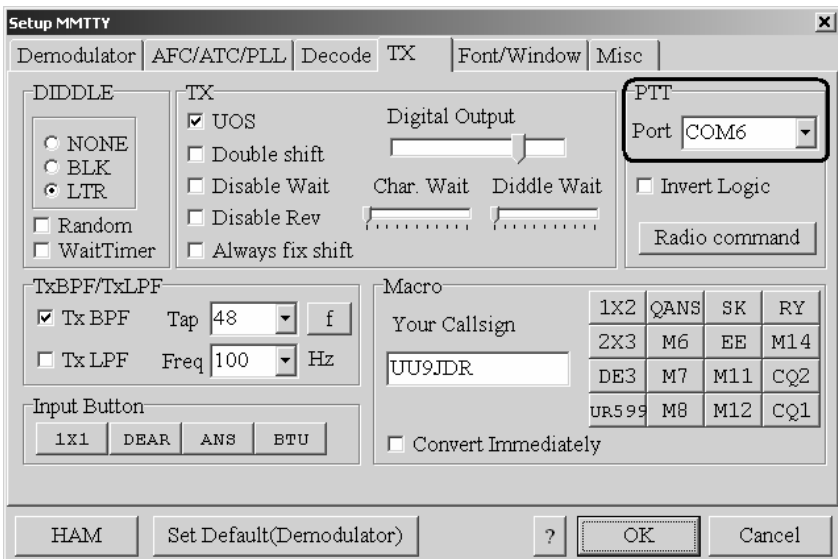 Setup MMTTY
Demodulator AFC/ATC/PLL Decode TX Font/Window Misc
DIDDLE
NONE
BLK
LTR
Random
WaitTimer
TX
UOS
Double shift
Disable Wait
Disable Rev
Always fix shift
Digital Output
Char. Wait Diddle Wait
PTT
Port COM6
Invert Logic
Radio command
TxBPF/TxLPF
Tx BPF Tap 48 f
Tx LPF Freq 100 Hz
Input Button
1X1 DEAR ANS BTU
Macro
Your Callsign
UU9JDR
Convert Immediately
1X2 QANS SK RY
2X3 M6 EE M14
DE3 M7 M11 CQ2
UR599 M8 M12 CQ1
HAM Set Default(Demodulator) ? OK Cancel